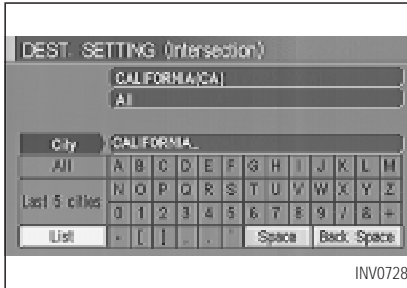 DEST. SETTING (Intersection)
CALIFORNIA(CA)
All
City CALIFORNIA_
All A B C D E F G H I J K L M
N O P Q R S T U V W X Y Z
Last 5 cities
0 1 2 3 4 5 6 7 8 9 / & +
List - [ ] , . ' Space Back Space
INV0728